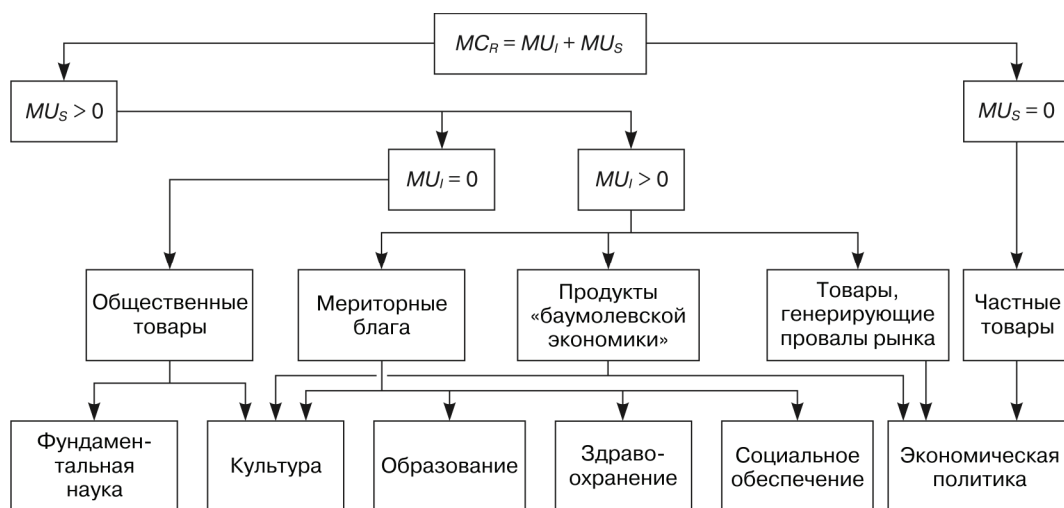 MC_R = MU_I + MU_S
MU_S > 0
MU_S = 0
MU_I = 0
MU_I > 0
Общественные
товары
Мериторные
блага
Продукты
«баумолевской
экономики»
Товары,
генерирующие
провалы рынка
Частные
товары
Фундамен-
тальная
наука
Культура
Образование
Здраво-
охранение
Социальное
обеспечение
Экономическая
политика